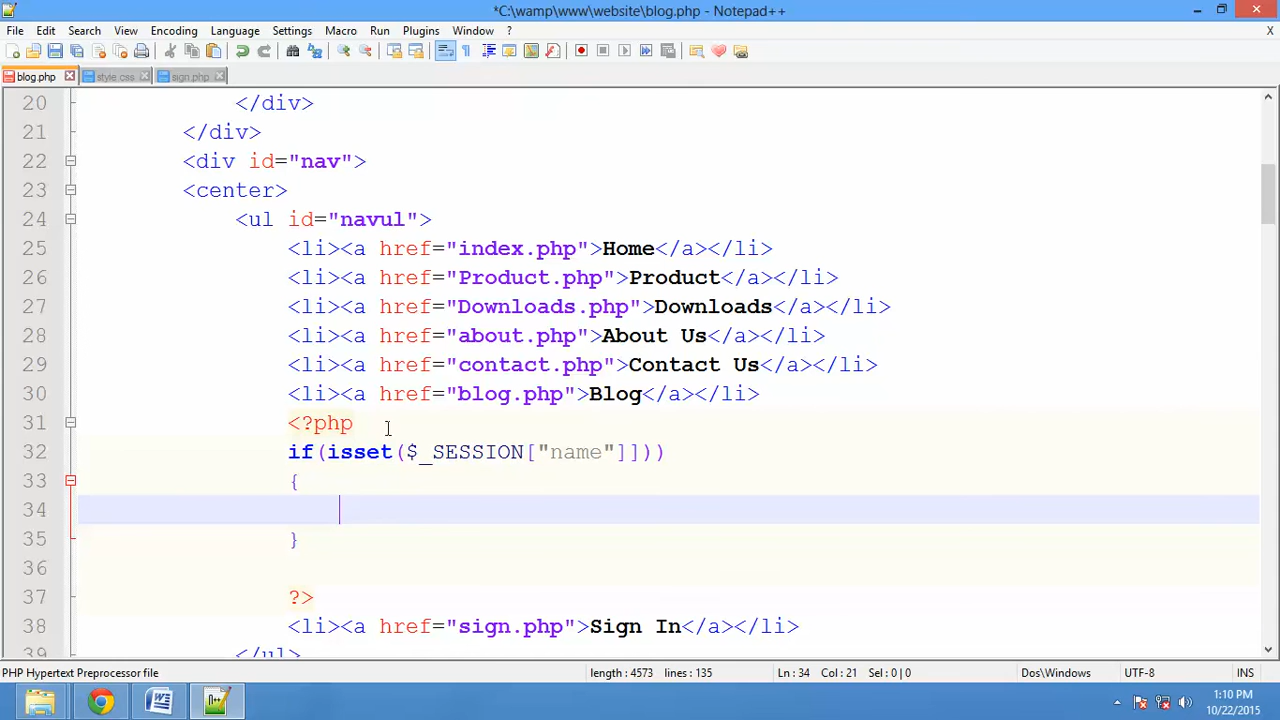 *C:\wamp\www\website\blog.php - Notepad++
File Edit Search View Encoding Language Settings Macro Run Plugins Window ? X
blog.php style.css sign.php
20 </div>
21 </div>
22 <div id="nav">
23 <center>
24 <ul id="navul">
25 <li><a href="index.php">Home</a></li>
26 <li><a href="Product.php">Product</a></li>
27 <li><a href="Downloads.php">Downloads</a></li>
28 <li><a href="about.php">About Us</a></li>
29 <li><a href="contact.php">Contact Us</a></li>
30 <li><a href="blog.php">Blog</a></li>
31 <?php
32 if(isset($_SESSION["name"]]))
33 {
34
35 }
36
37 ?>
38 <li><a href="sign.php">Sign In</a></li>
</ul>
PHP Hypertext Preprocessor file length : 4573 lines : 135 Ln : 34 Col : 21 Sel : 0 | 0 Dos\Windows UTF-8 INS
1:10 PM
10/22/2015